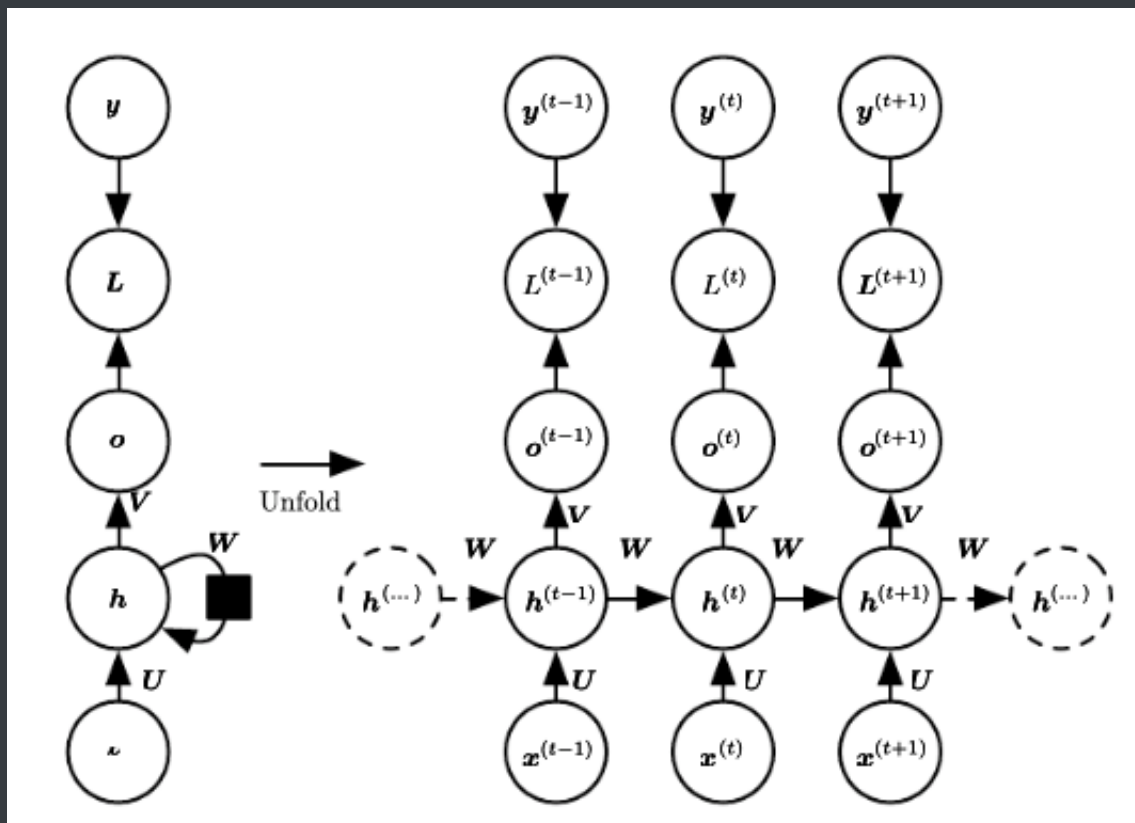 y y^(t−1) y^(t) y^(t+1)
L L^(t−1) L^(t) L^(t+1)
o o^(t−1) o^(t) o^(t+1)
Unfold
V V V V
W W W W W
h h^(...) h^(t−1) h^(t) h^(t+1) h^(...)
U U U U
x^(t−1) x^(t) x^(t+1)